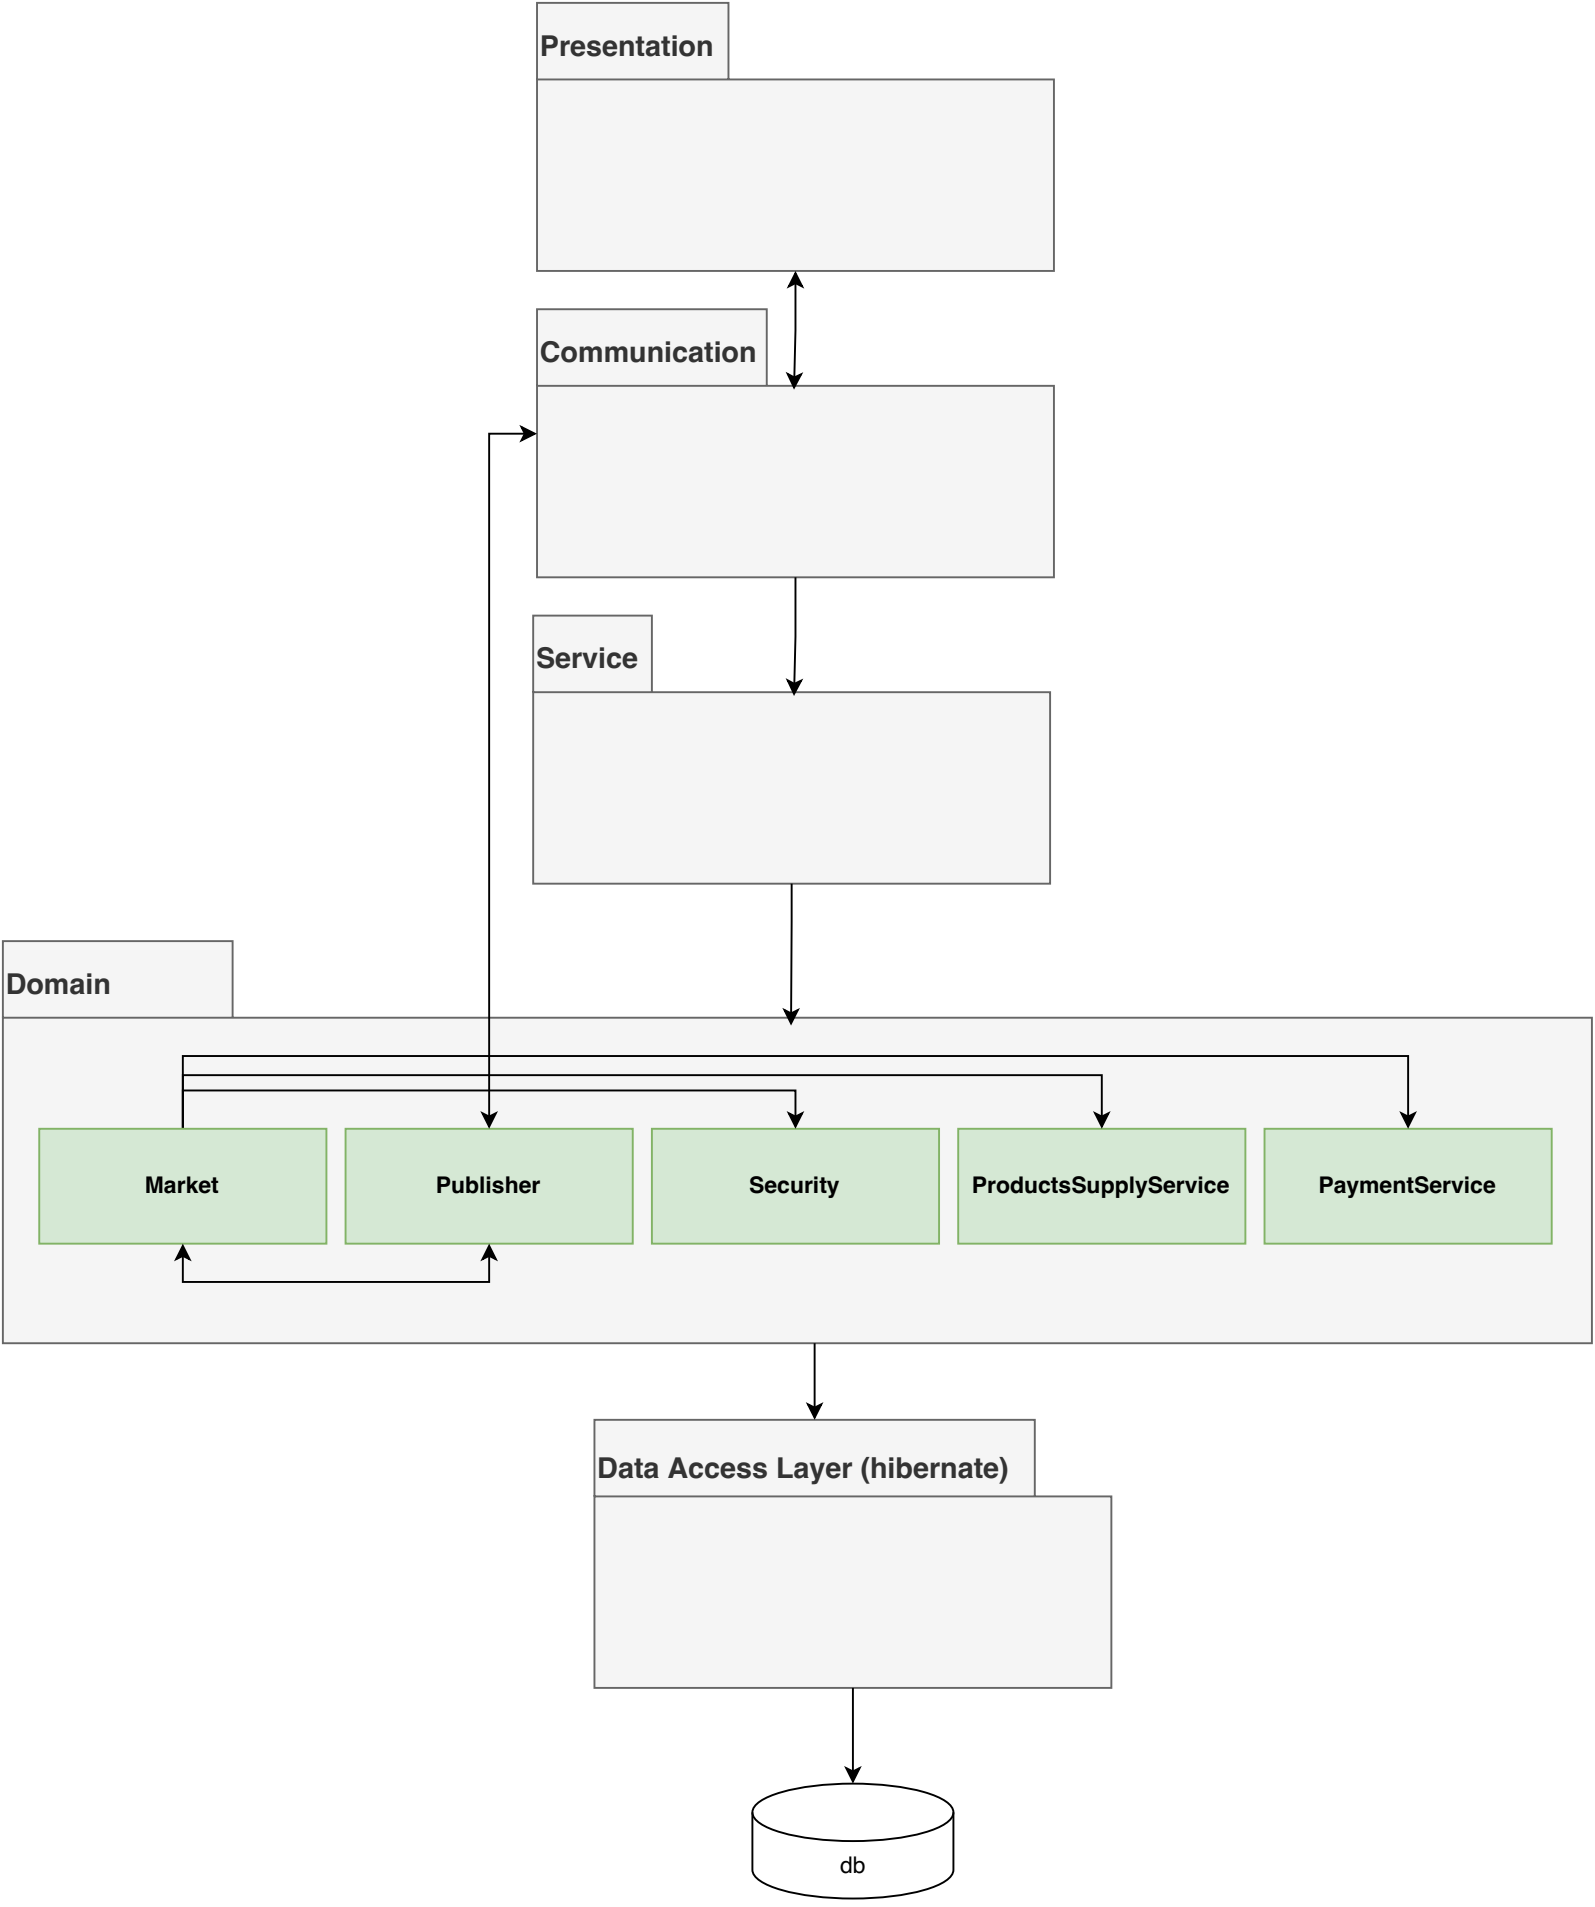 Presentation
Communication
Service
Domain
Market
Publisher
Security
ProductsSupplyService
PaymentService
Data Access Layer (hibernate)
db